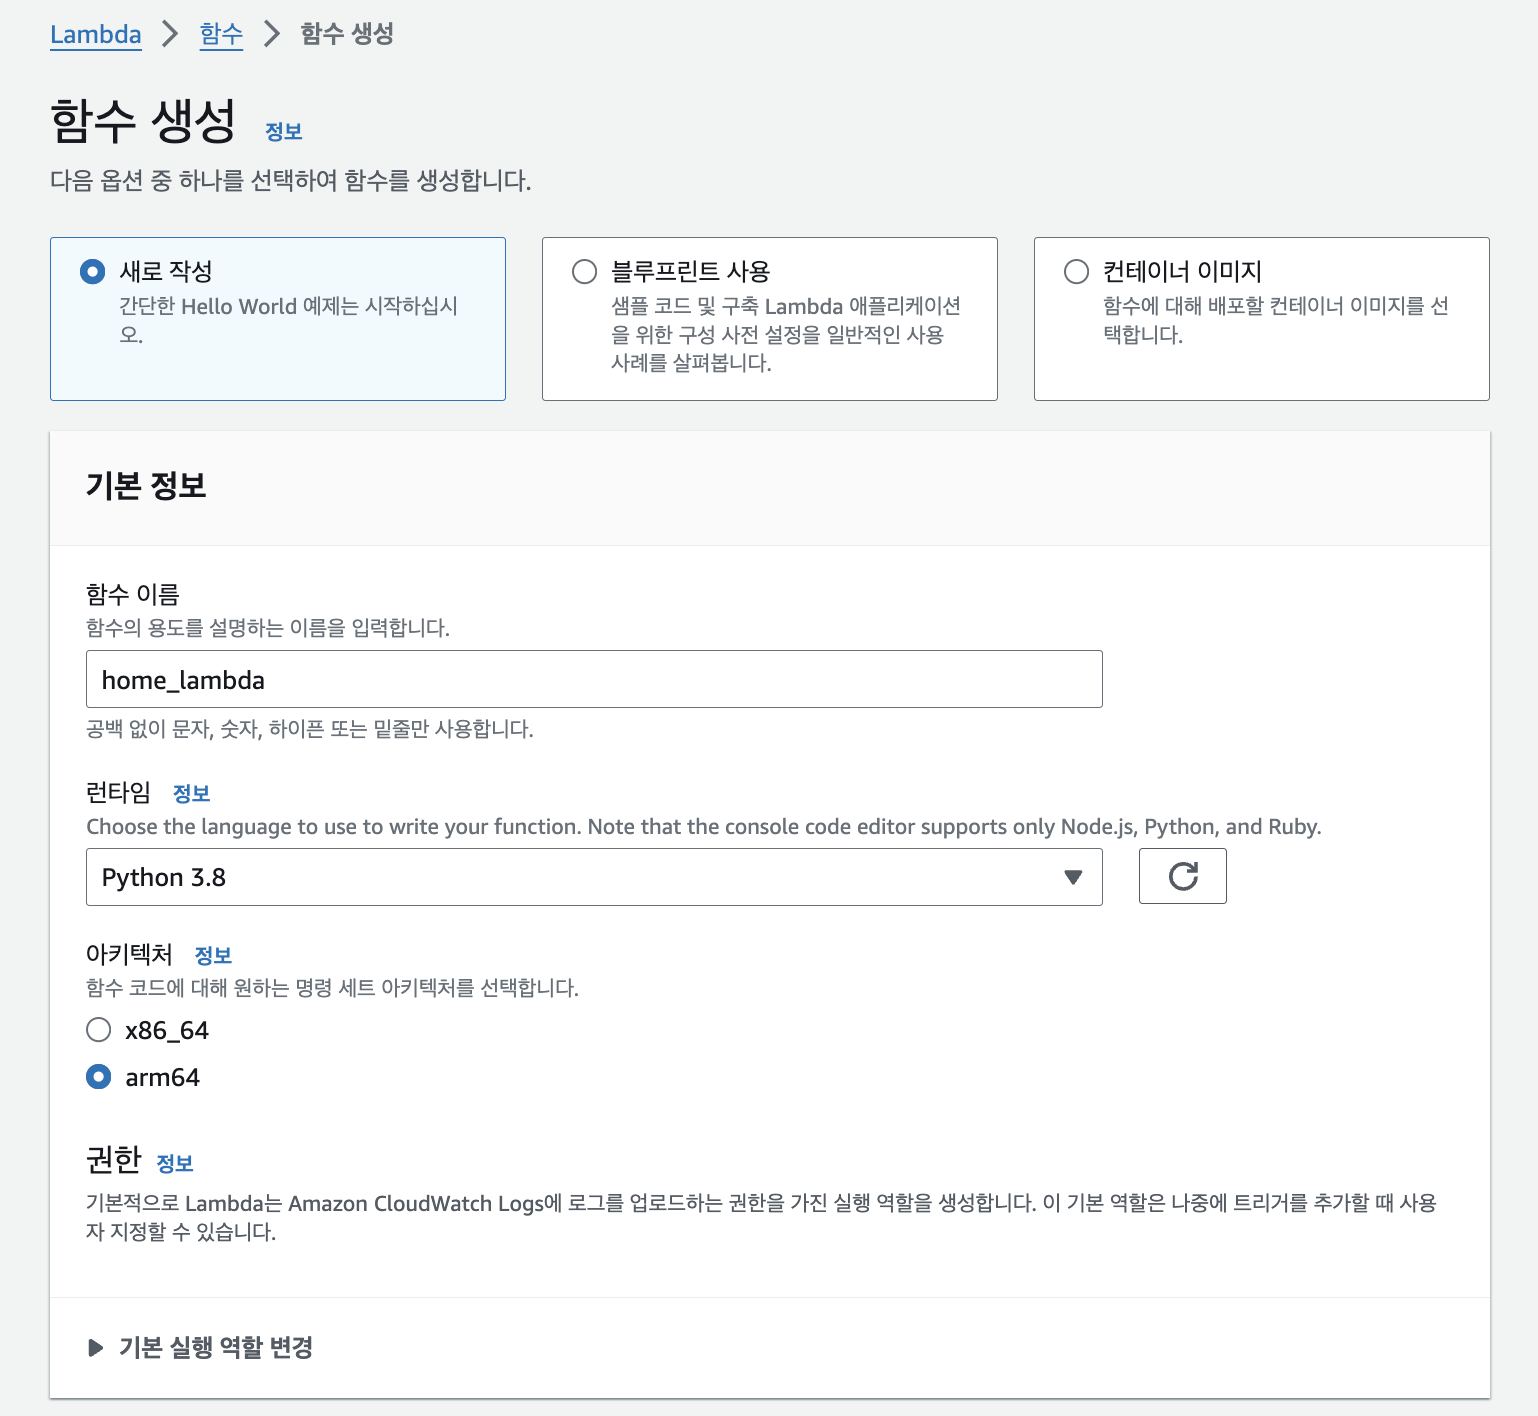 Lambda > 함수 > 함수 생성
함수 생성 정보
다음 옵션 중 하나를 선택하여 함수를 생성합니다.
새로 작성
간단한 Hello World 예제는 시작하십시
오.
블루프린트 사용
샘플 코드 및 구축 Lambda 애플리케이션
을 위한 구성 사전 설정을 일반적인 사용
사례를 살펴봅니다.
컨테이너 이미지
함수에 대해 배포할 컨테이너 이미지를 선
택합니다.
기본 정보
함수 이름
함수의 용도를 설명하는 이름을 입력합니다.
home_lambda
공백 없이 문자, 숫자, 하이픈 또는 밑줄만 사용합니다.
런타임 정보
Choose the language to use to write your function. Note that the console code editor supports only Node.js, Python, and Ruby.
Python 3.8
아키텍처 정보
함수 코드에 대해 원하는 명령 세트 아키텍처를 선택합니다.
x86_64
arm64
권한 정보
기본적으로 Lambda는 Amazon CloudWatch Logs에 로그를 업로드하는 권한을 가진 실행 역할을 생성합니다. 이 기본 역할은 나중에 트리거를 추가할 때 사용
자 지정할 수 있습니다.
기본 실행 역할 변경